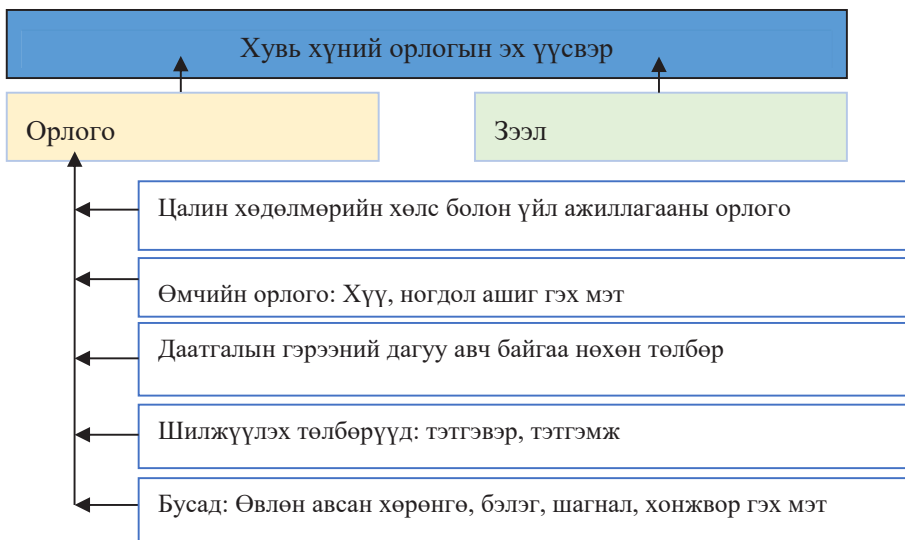 Хувь хүний орлогын эх үүсвэр
Орлого
Зээл
Цалин хөдөлмөрийн хөлс болон үйл ажиллагааны орлого
Өмчийн орлого: Хүү, ногдол ашиг гэх мэт
Даатгалын гэрээний дагуу авч байгаа нөхөн төлбөр
Шилжүүлэх төлбөрүүд: тэтгэвэр, тэтгэмж
Бусад: Өвлөн авсан хөрөнгө, бэлэг, шагнал, хонжвор гэх мэт